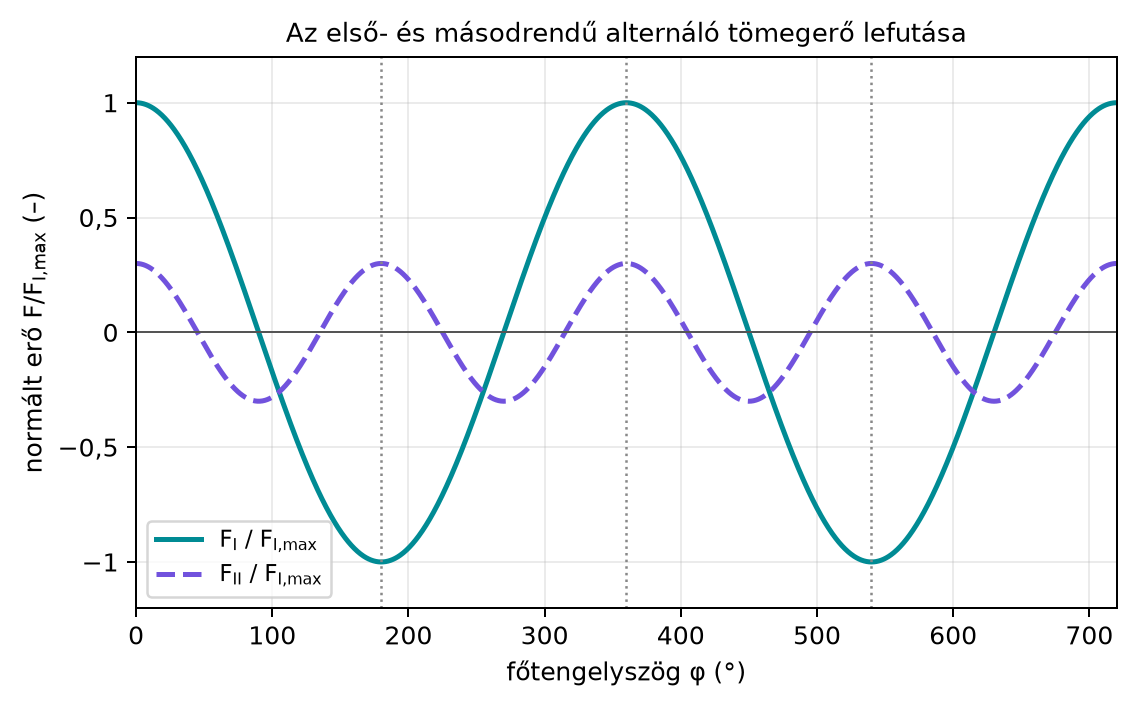 Az első- és másodrendű alternáló tömegerő lefutása
normált erő F/F_I,max (–)
1
0,5
0
−0,5
−1
F_I / F_I,max
F_II / F_I,max
0 100 200 300 400 500 600 700
főtengelyszög φ (°)